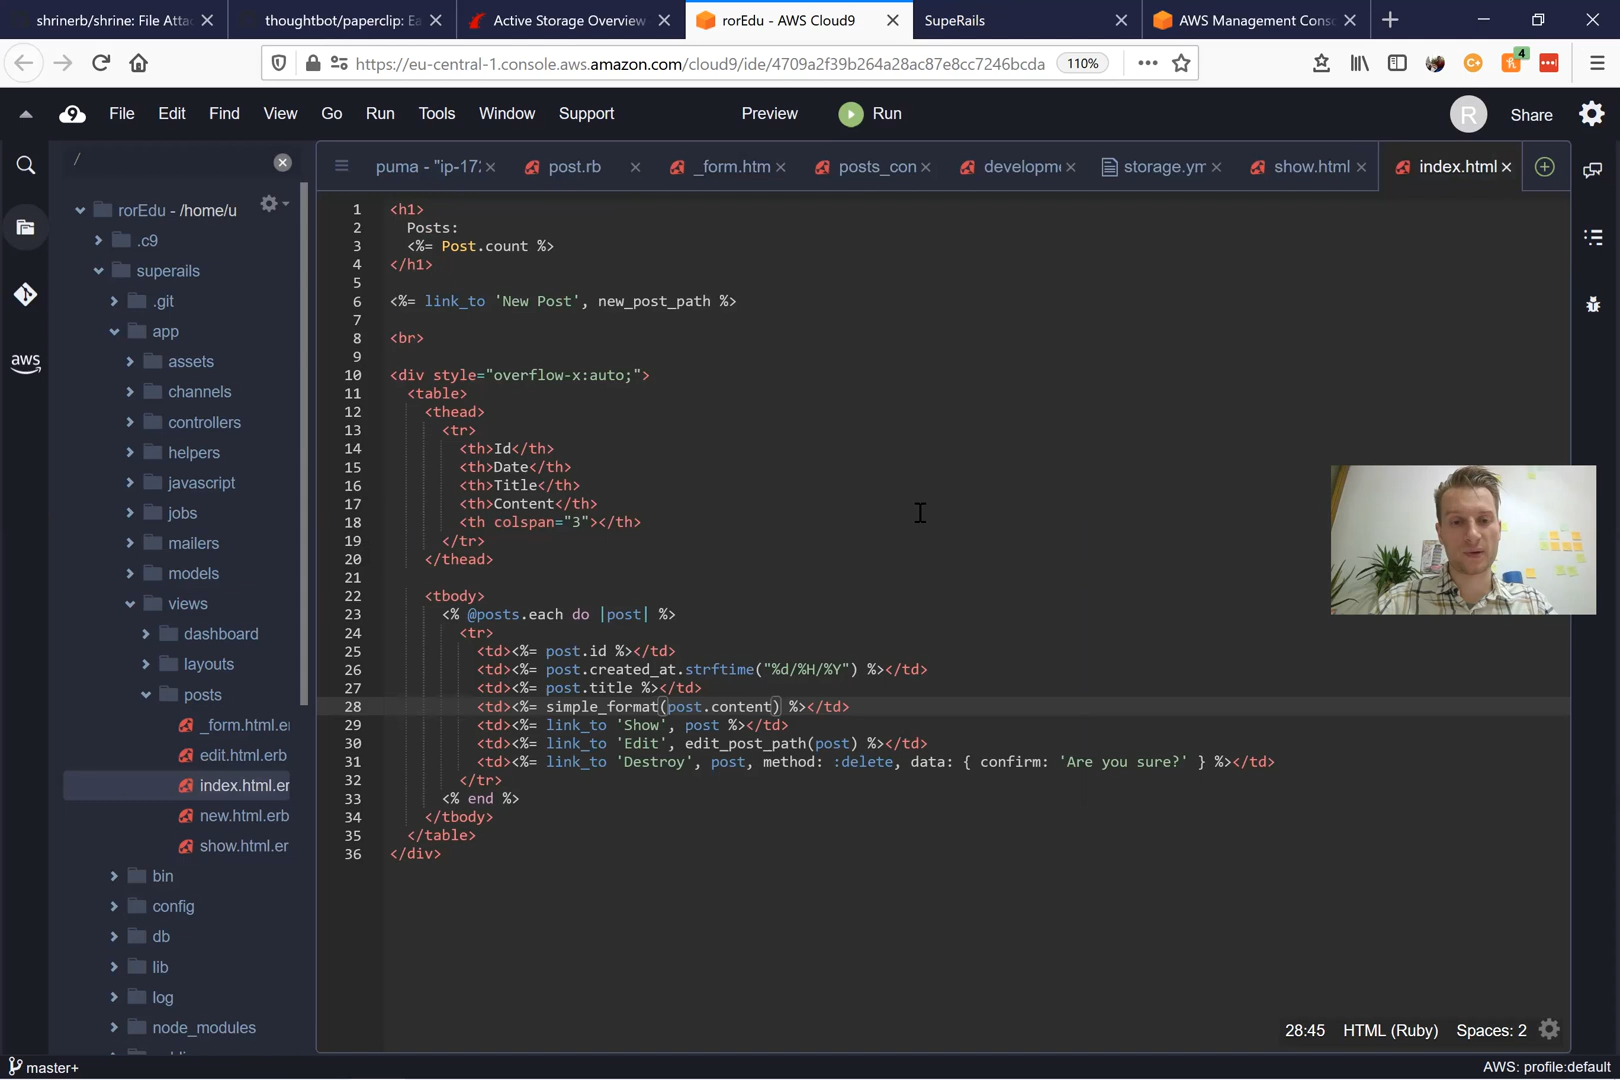 shrinerb/shrine: File Attac
thoughtbot/paperclip: Ea
Active Storage Overview
rorEdu - AWS Cloud9
SupeRails
AWS Management Conso
https://eu-central-1.console.aws.amazon.com/cloud9/ide/4709a2f39b264a28ac87e8cc7246bcda
110%
4
9
File
Edit
Find
View
Go
Run
Tools
Window
Support
Preview
Run
R
Share
/
puma - "ip-172
post.rb
_form.htm
posts_con
developme
storage.ym
show.html
index.html
aws
rorEdu - /home/u
.c9
superails
.git
app
assets
channels
controllers
helpers
javascript
jobs
mailers
models
views
dashboard
layouts
posts
_form.html.er
edit.html.erb
index.html.er
new.html.erb
show.html.er
bin
config
db
lib
log
node_modules
1 <h1>
2 Posts:
3 <%= Post.count %>
4 </h1>
5
6 <%= link_to 'New Post', new_post_path %>
7
8 <br>
9
10 <div style="overflow-x:auto;">
11 <table>
12 <thead>
13 <tr>
14 <th>Id</th>
15 <th>Date</th>
16 <th>Title</th>
17 <th>Content</th>
18 <th colspan="3"></th>
19 </tr>
20 </thead>
21
22 <tbody>
23 <% @posts.each do |post| %>
24 <tr>
25 <td><%= post.id %></td>
26 <td><%= post.created_at.strftime("%d/%H/%Y") %></td>
27 <td><%= post.title %></td>
28 <td><%= simple_format(post.content) %></td>
29 <td><%= link_to 'Show', post %></td>
30 <td><%= link_to 'Edit', edit_post_path(post) %></td>
31 <td><%= link_to 'Destroy', post, method: :delete, data: { confirm: 'Are you sure?' } %></td>
32 </tr>
33 <% end %>
34 </tbody>
35 </table>
36 </div>
28:45
HTML (Ruby)
Spaces: 2
master+
AWS: profile:default